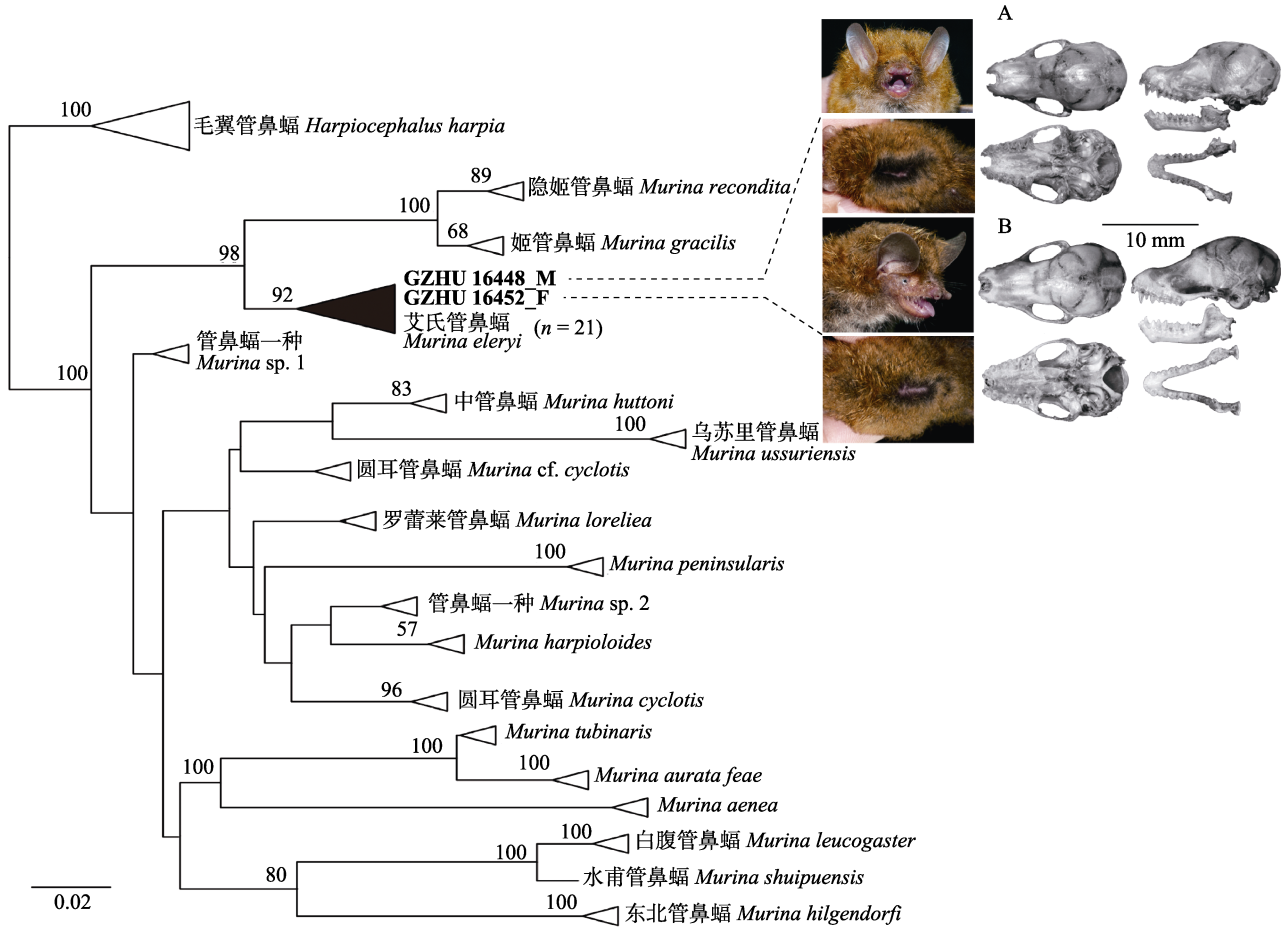 A
100
毛翼管鼻蝠 Harpiocephalus harpia
89
隐姬管鼻蝠 Murina recondita
100
68
姬管鼻蝠 Murina gracilis
98
B
10 mm
GZHU 16448_M
92
GZHU 16452_F
艾氏管鼻蝠 (n = 21)
Murina eleryi
管鼻蝠一种
Murina sp. 1
100
83
中管鼻蝠 Murina huttoni
100
乌苏里管鼻蝠
Murina ussuriensis
圆耳管鼻蝠 Murina cf. cyclotis
罗蕾莱管鼻蝠 Murina loreliea
100
Murina peninsularis
管鼻蝠一种 Murina sp. 2
57
Murina harpioloides
96
圆耳管鼻蝠 Murina cyclotis
Murina tubinaris
100
100
Murina aurata feae
100
Murina aenea
100
白腹管鼻蝠 Murina leucogaster
100
水甫管鼻蝠 Murina shuipuensis
80
100
东北管鼻蝠 Murina hilgendorfi
0.02